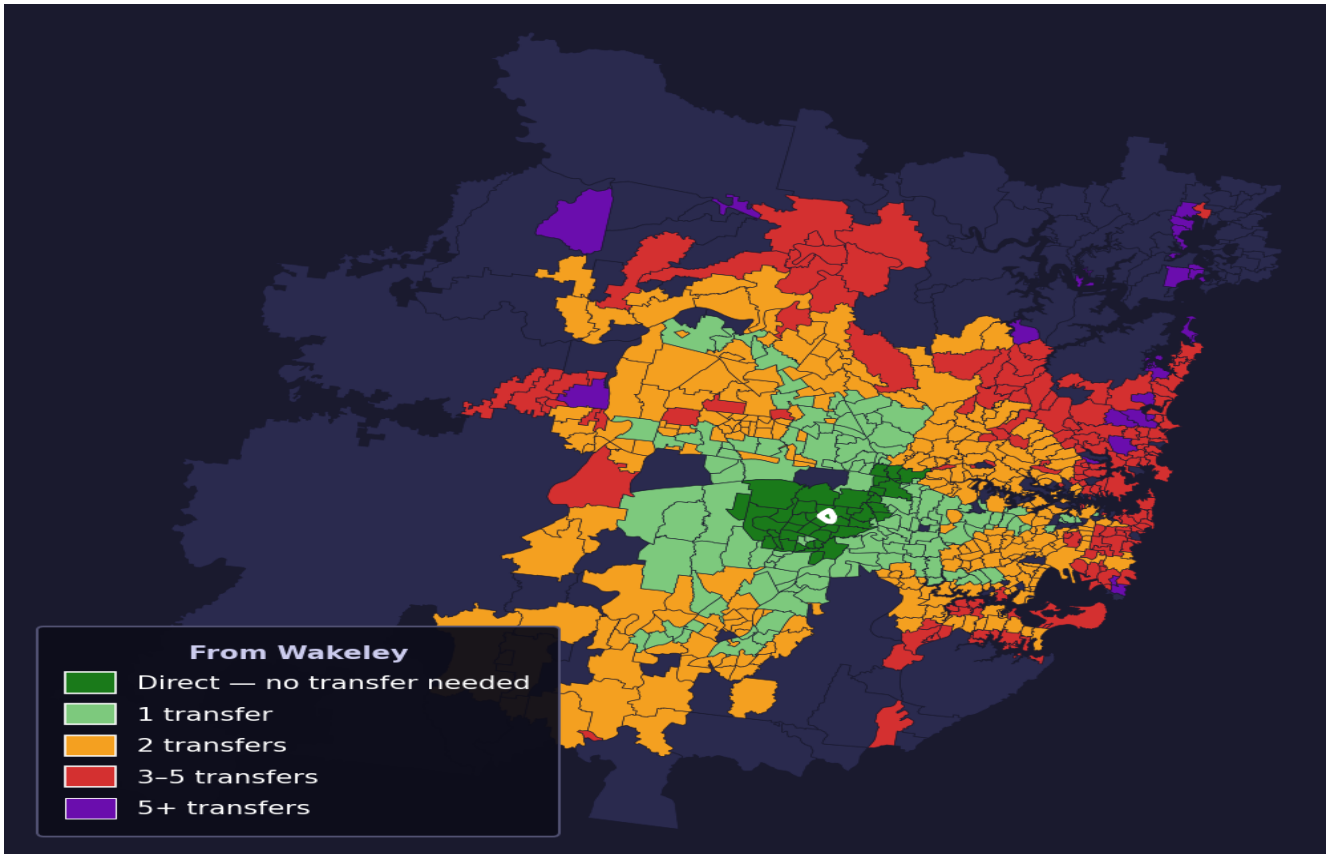 From Wakeley
Direct — no transfer needed
1 transfer
2 transfers
3–5 transfers
5+ transfers